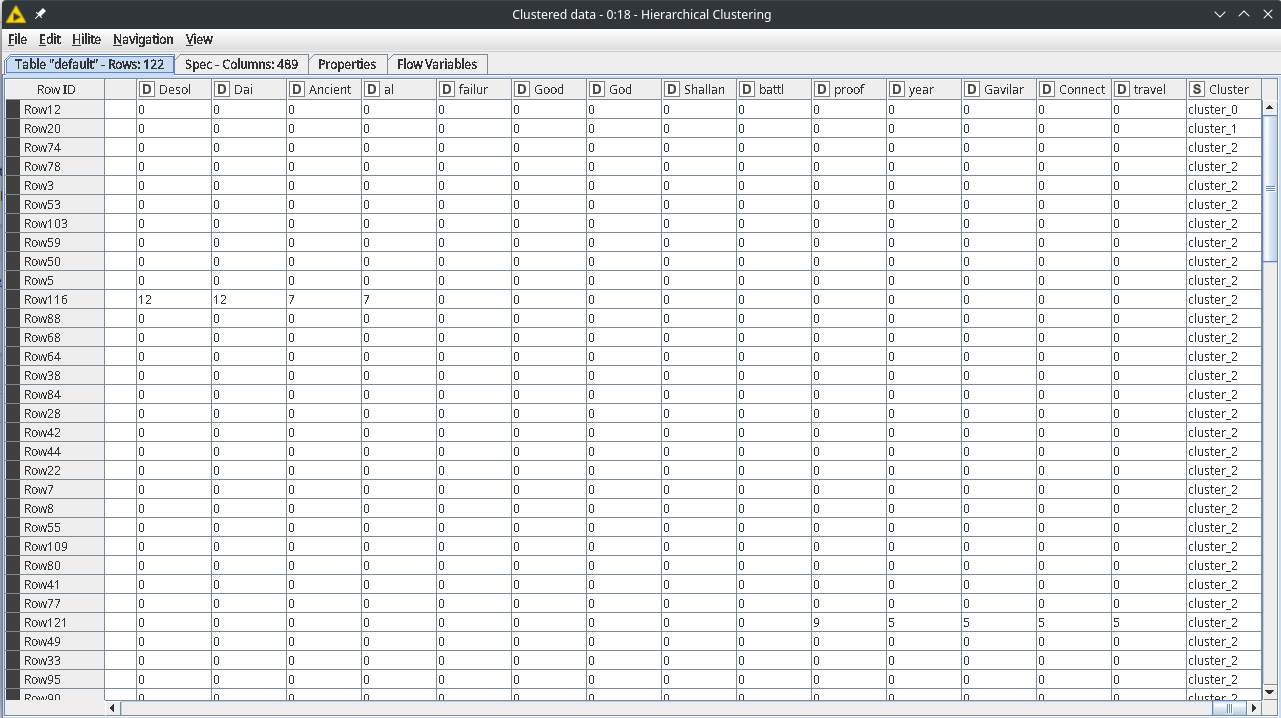 Clustered data - 0:18 - Hierarchical Clustering
File Edit Hilite Navigation View
Table "default" - Rows: 122 Spec - Columns: 489 Properties Flow Variables
Row ID D Desol D Dai D Ancient D al D failur D Good D God D Shallan D battl D proof D year D Gavilar D Connect D travel S Cluster
Row12 0 0 0 0 0 0 0 0 0 0 0 0 0 0 cluster_0
Row20 0 0 0 0 0 0 0 0 0 0 0 0 0 0 cluster_1
Row74 0 0 0 0 0 0 0 0 0 0 0 0 0 0 cluster_2
Row78 0 0 0 0 0 0 0 0 0 0 0 0 0 0 cluster_2
Row3 0 0 0 0 0 0 0 0 0 0 0 0 0 0 cluster_2
Row53 0 0 0 0 0 0 0 0 0 0 0 0 0 0 cluster_2
Row103 0 0 0 0 0 0 0 0 0 0 0 0 0 0 cluster_2
Row59 0 0 0 0 0 0 0 0 0 0 0 0 0 0 cluster_2
Row50 0 0 0 0 0 0 0 0 0 0 0 0 0 0 cluster_2
Row5 0 0 0 0 0 0 0 0 0 0 0 0 0 0 cluster_2
Row116 12 12 7 7 0 0 0 0 0 0 0 0 0 0 cluster_2
Row88 0 0 0 0 0 0 0 0 0 0 0 0 0 0 cluster_2
Row68 0 0 0 0 0 0 0 0 0 0 0 0 0 0 cluster_2
Row64 0 0 0 0 0 0 0 0 0 0 0 0 0 0 cluster_2
Row38 0 0 0 0 0 0 0 0 0 0 0 0 0 0 cluster_2
Row84 0 0 0 0 0 0 0 0 0 0 0 0 0 0 cluster_2
Row28 0 0 0 0 0 0 0 0 0 0 0 0 0 0 cluster_2
Row42 0 0 0 0 0 0 0 0 0 0 0 0 0 0 cluster_2
Row44 0 0 0 0 0 0 0 0 0 0 0 0 0 0 cluster_2
Row22 0 0 0 0 0 0 0 0 0 0 0 0 0 0 cluster_2
Row7 0 0 0 0 0 0 0 0 0 0 0 0 0 0 cluster_2
Row8 0 0 0 0 0 0 0 0 0 0 0 0 0 0 cluster_2
Row55 0 0 0 0 0 0 0 0 0 0 0 0 0 0 cluster_2
Row109 0 0 0 0 0 0 0 0 0 0 0 0 0 0 cluster_2
Row80 0 0 0 0 0 0 0 0 0 0 0 0 0 0 cluster_2
Row41 0 0 0 0 0 0 0 0 0 0 0 0 0 0 cluster_2
Row77 0 0 0 0 0 0 0 0 0 0 0 0 0 0 cluster_2
Row121 0 0 0 0 0 0 0 0 0 9 5 5 5 5 cluster_2
Row49 0 0 0 0 0 0 0 0 0 0 0 0 0 0 cluster_2
Row33 0 0 0 0 0 0 0 0 0 0 0 0 0 0 cluster_2
Row95 0 0 0 0 0 0 0 0 0 0 0 0 0 0 cluster_2
Row90 0 0 0 0 0 0 0 0 0 0 0 0 0 0 cluster_2